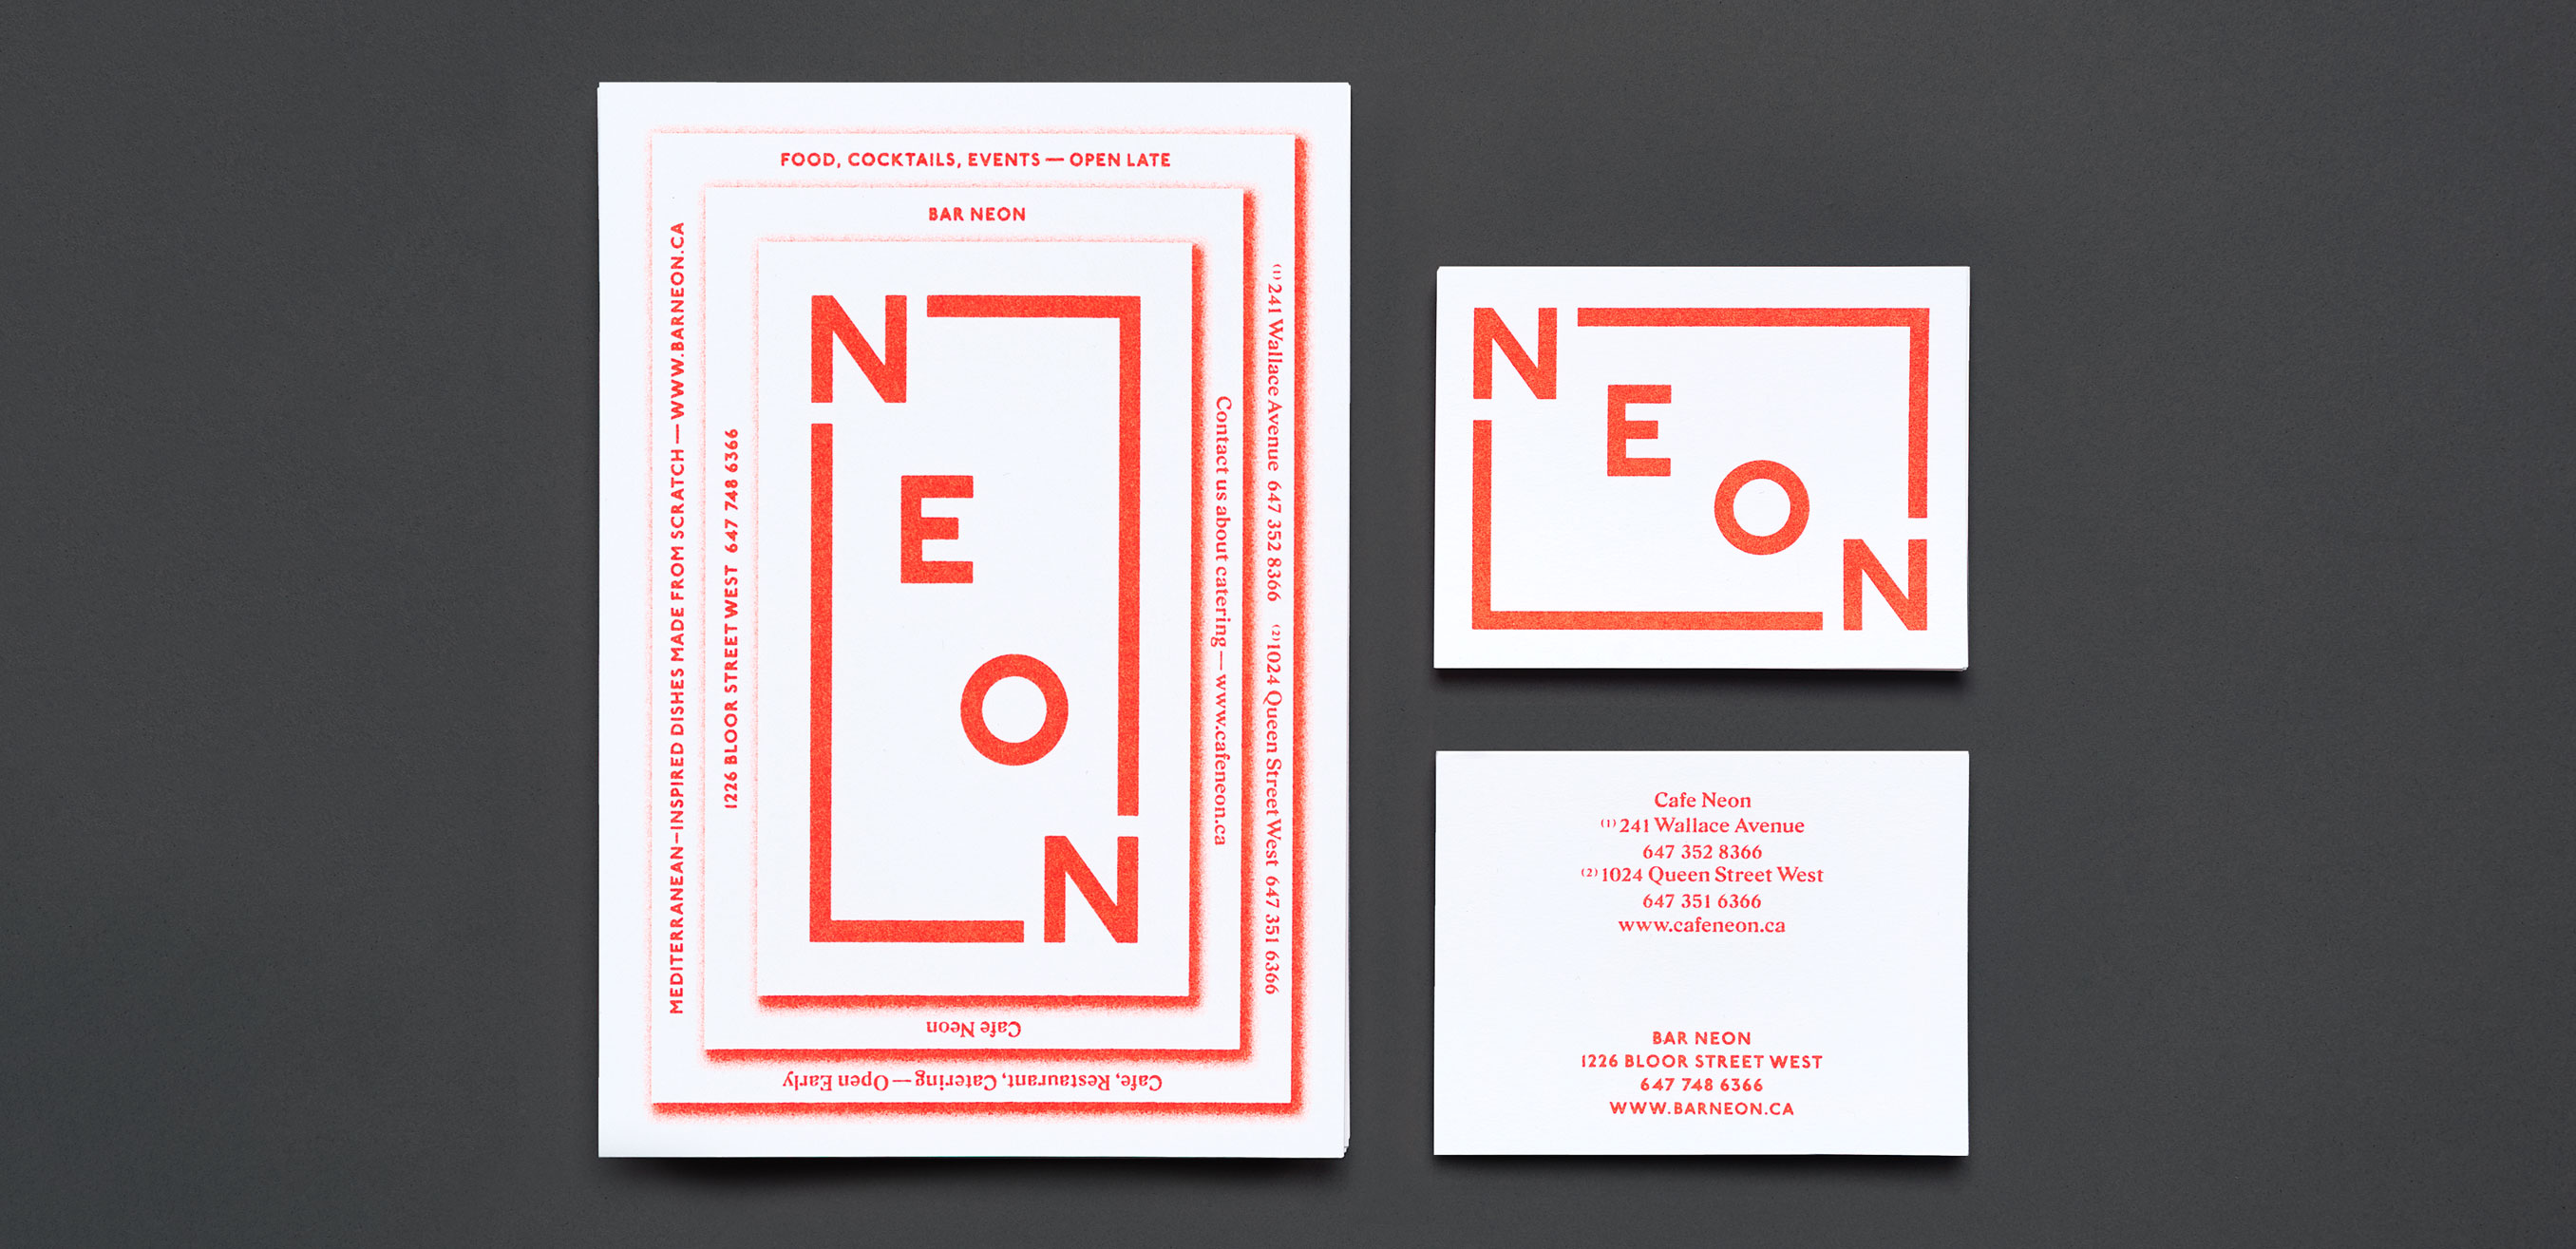 FOOD, COCKTAILS, EVENTS — OPEN LATE
BAR NEON
MEDITERRANEAN–INSPIRED DISHES MADE FROM SCRATCH — WWW.BARNEON.CA
1226 BLOOR STREET WEST 647 748 6366
N
E
O
N
Contact us about catering — www.cafeneon.ca
(1) 241 Wallace Avenue 647 352 8366 (2) 1024 Queen Street West 647 351 6366
Cafe Neon
Cafe, Restaurant, Catering — Open Early
N
E
O
N
Cafe Neon
(1) 241 Wallace Avenue
647 352 8366
(2) 1024 Queen Street West
647 351 6366
www.cafeneon.ca
BAR NEON
1226 BLOOR STREET WEST
647 748 6366
WWW.BARNEON.CA